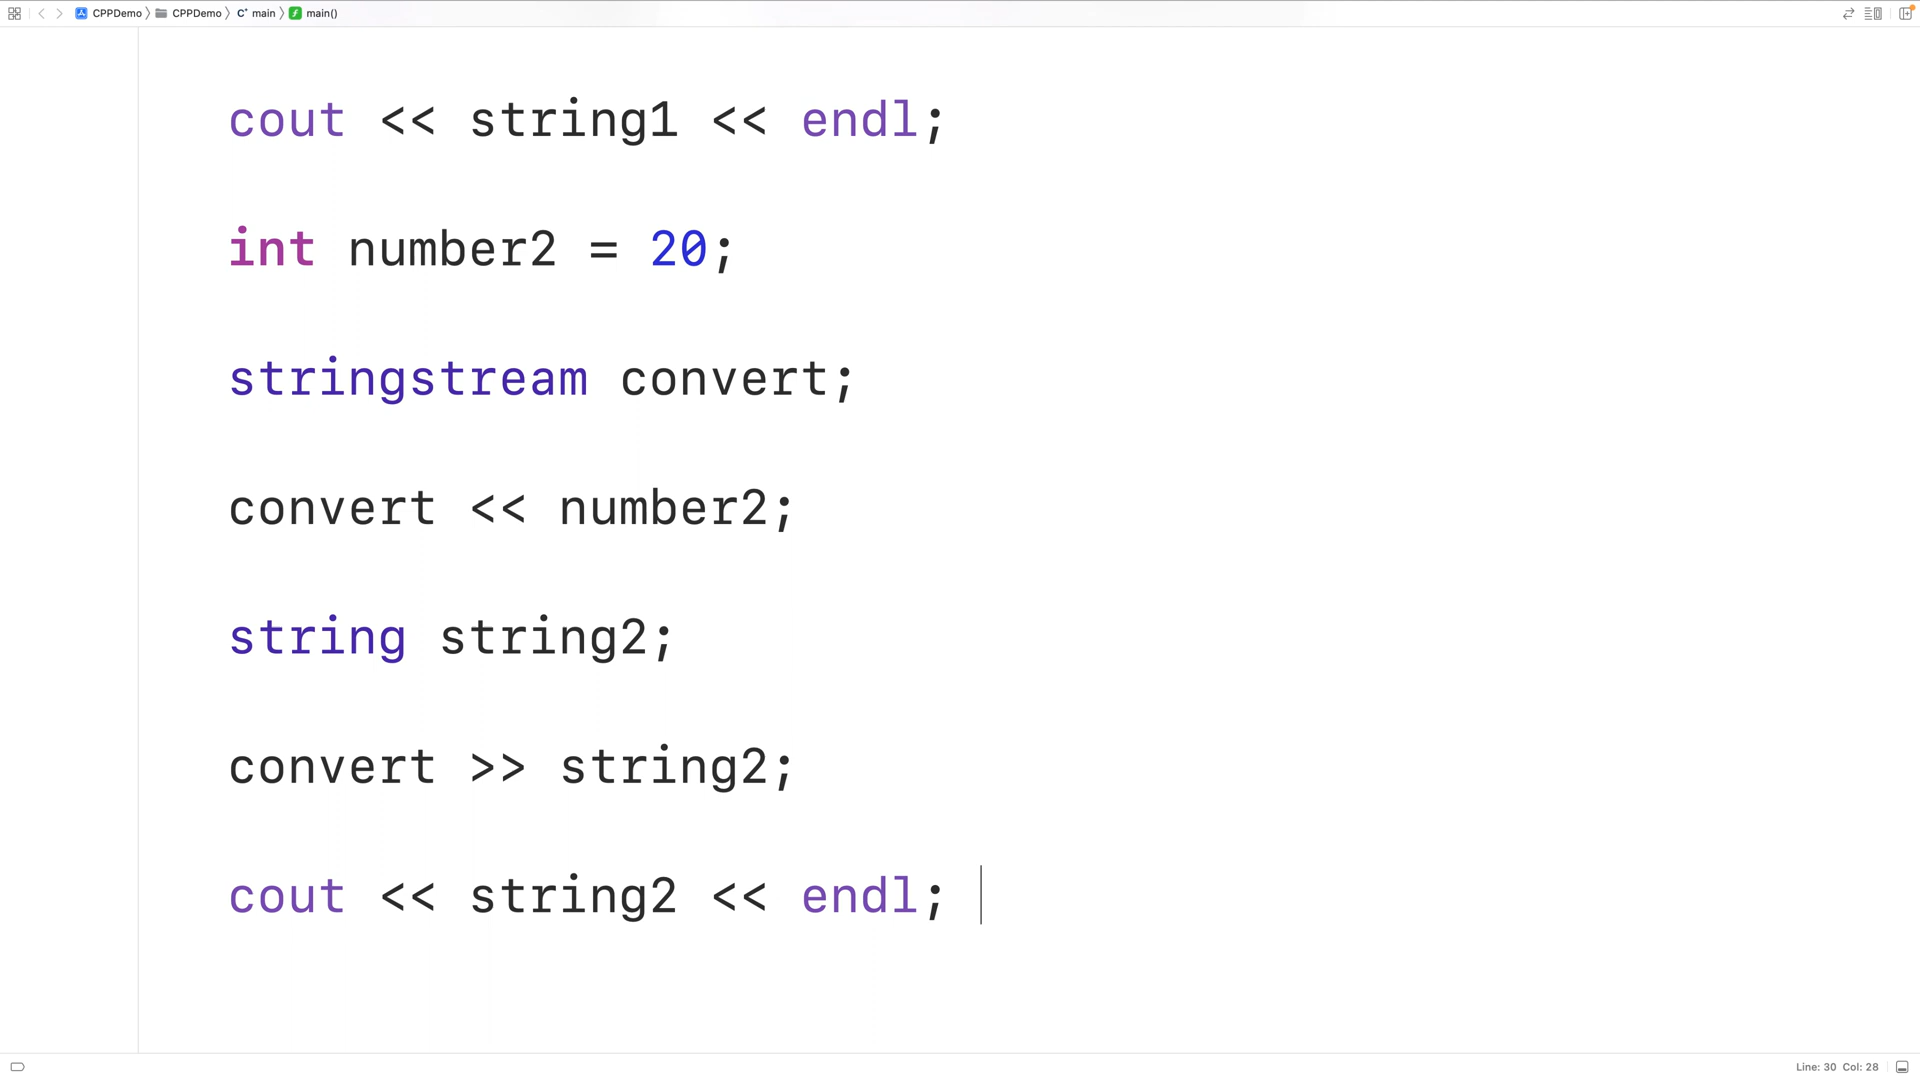 CPPDemo 〉 CPPDemo 〉 C+ main 〉 f main()
cout << string1 << endl;
int number2 = 20;
stringstream convert;
convert << number2;
string string2;
convert >> string2;
cout << string2 << endl;
Line: 30 Col: 28